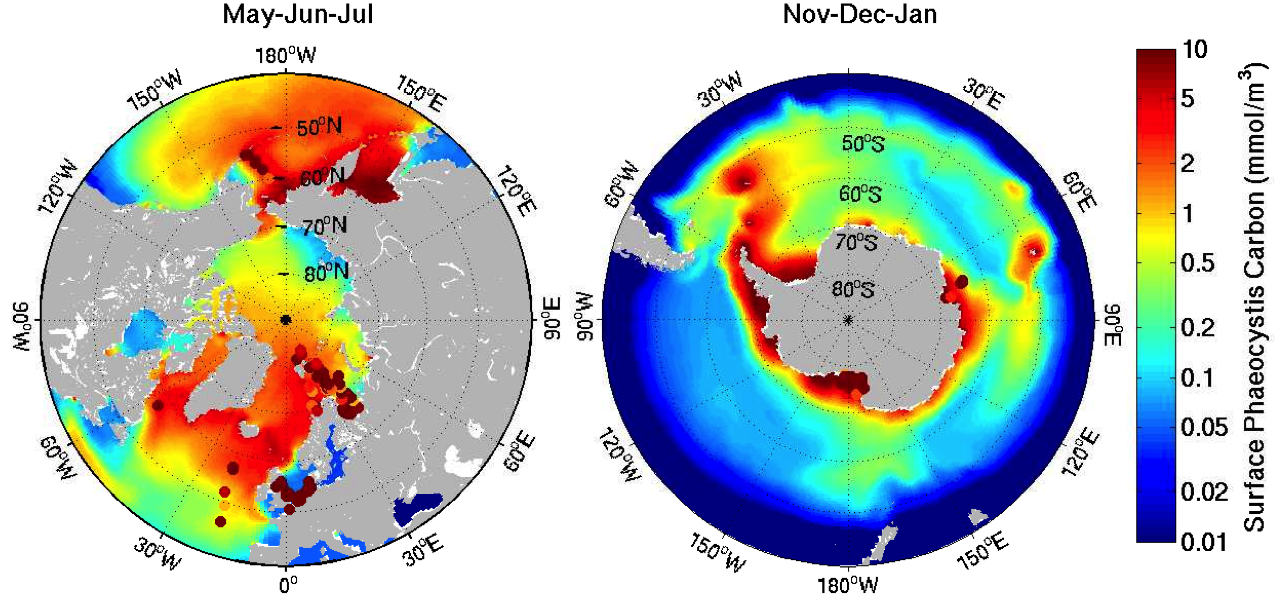 May-Jun-Jul
180°W
150°W
150°E
120°W
120°E
50°N
60°N
70°N
80°N
90°W
90°E
60°W
60°E
30°W
30°E
0°
Nov-Dec-Jan
0°
30°W
30°E
60°W
60°E
50°S
60°S
70°S
80°S
90°W
90°E
120°W
120°E
150°W
150°E
180°W
10
5
2
1
0.5
0.2
0.1
0.05
0.02
0.01
Surface Phaeocystis Carbon (mmol/m³)